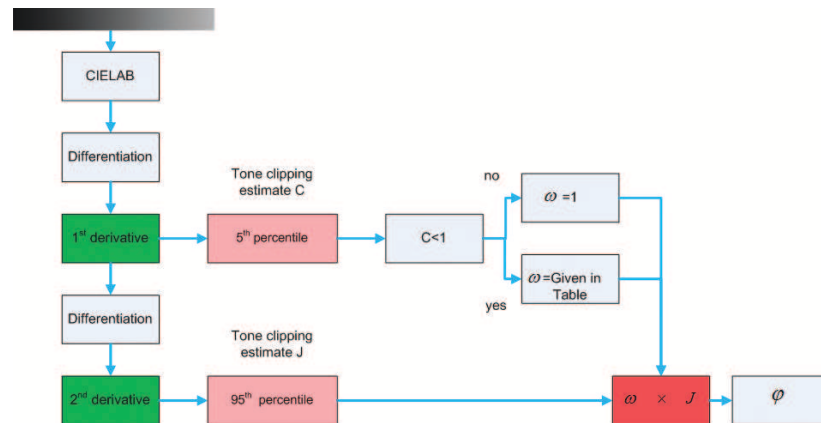 CIELAB
Differentiation
Tone clipping
estimate C
no
ω =1
1st derivative
5th percentile
C<1
ω=Given in
Table
yes
Differentiation
Tone clipping
estimate J
2nd derivative
95th percentile
ω × J
φ